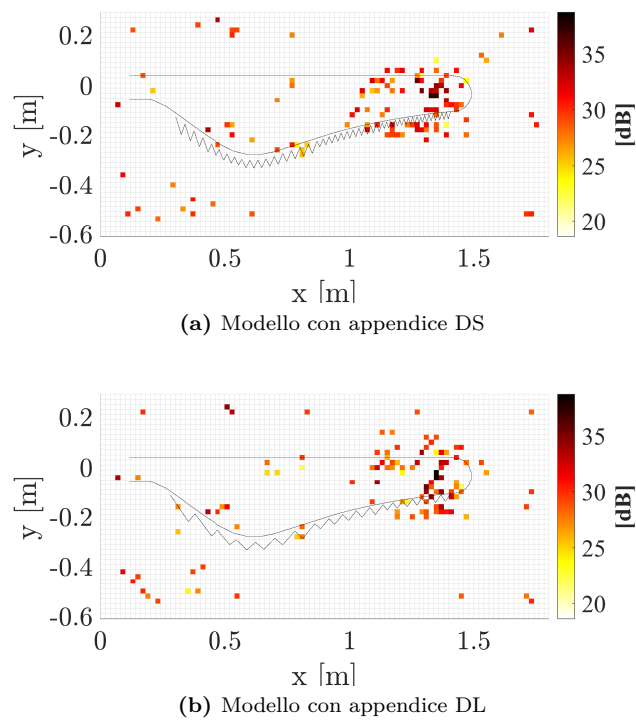 0.2
0
-0.2
-0.4
-0.6
y [m]
0 0.5 1 1.5
x [m]
35
30
25
20
[dB]
(a) Modello con appendice DS
0.2
0
-0.2
-0.4
-0.6
y [m]
0 0.5 1 1.5
x [m]
35
30
25
20
[dB]
(b) Modello con appendice DL